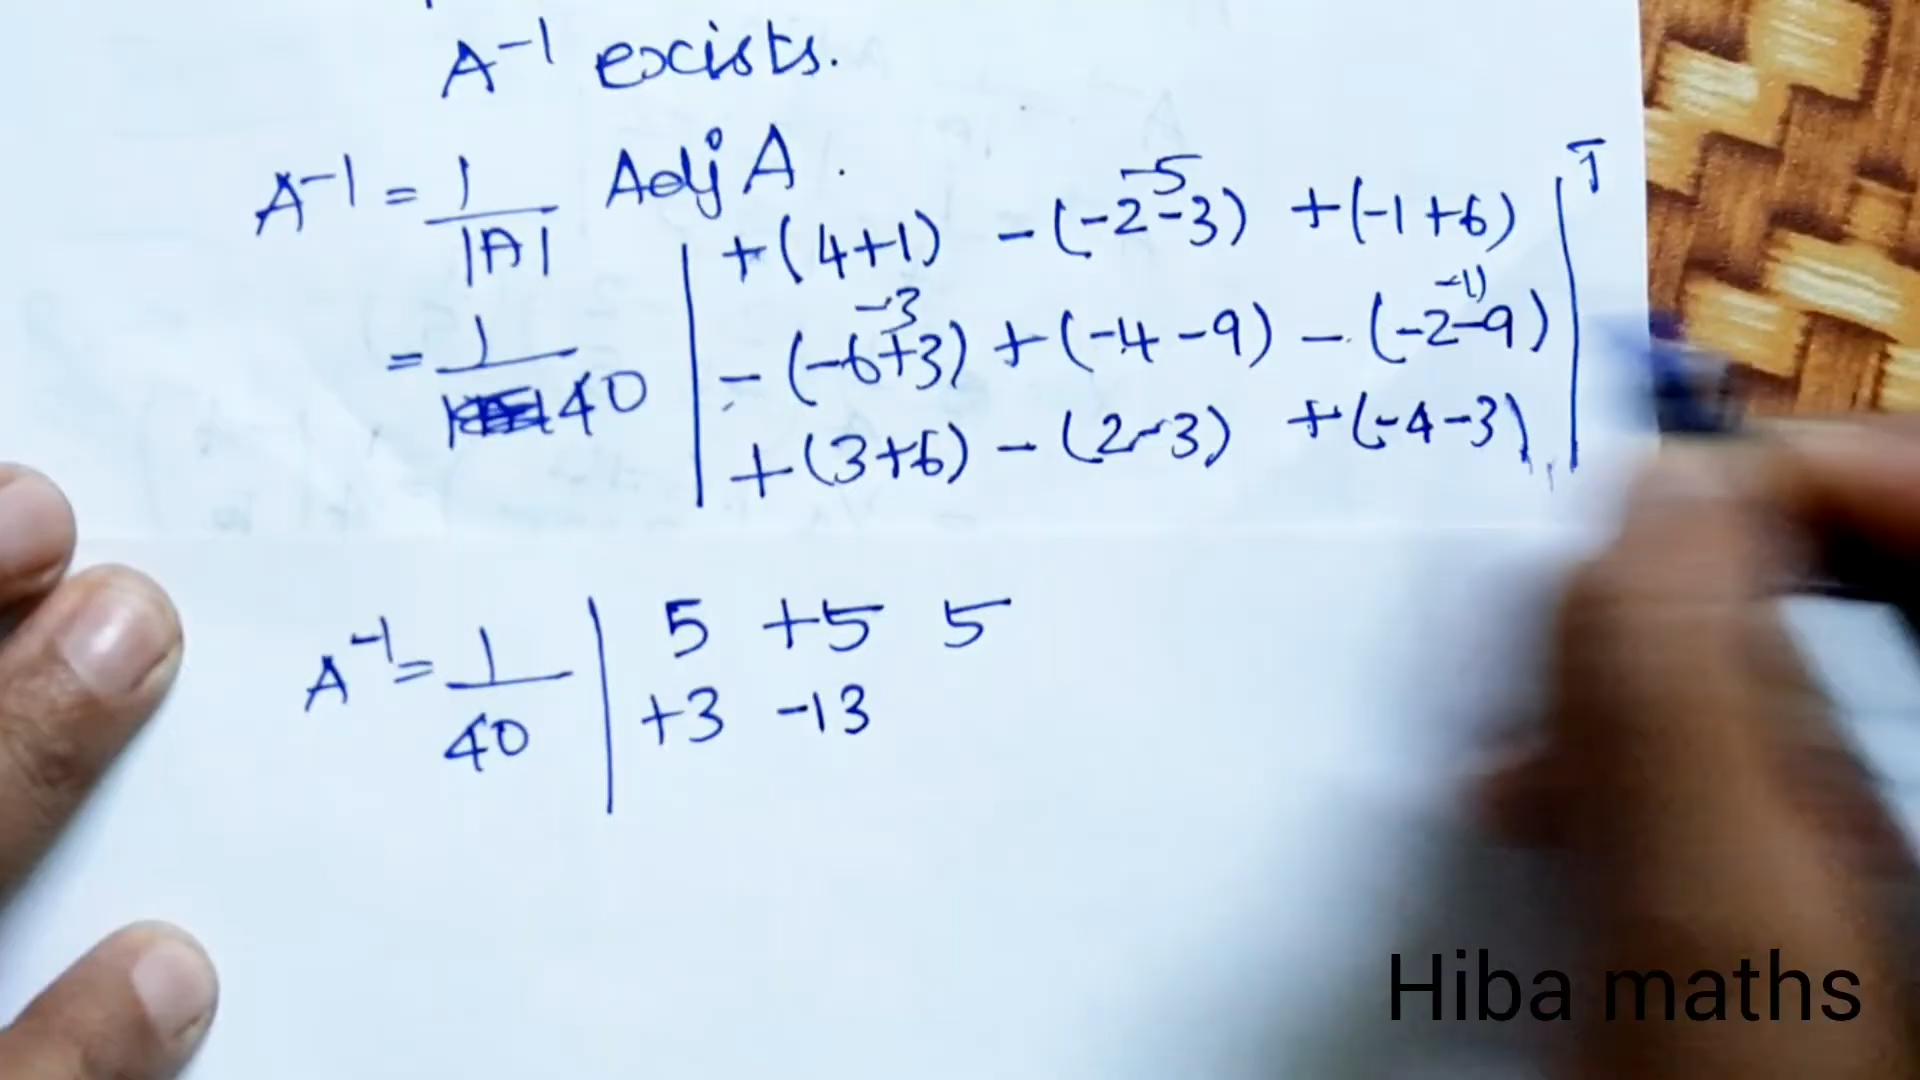 A⁻¹ excists.
A⁻¹ = 1/|A| Adj A.
= 1/40 | +(4+1) -(-2-3) +(-1+6) |ᵀ
-5
-(-6+3) +(-4-9) -(-2-9)
-3 -11
+(3+6) -(2-3) +(-4-3)
A⁻¹ = 1/40 | 5 +5 5
+3 -13
Hiba maths